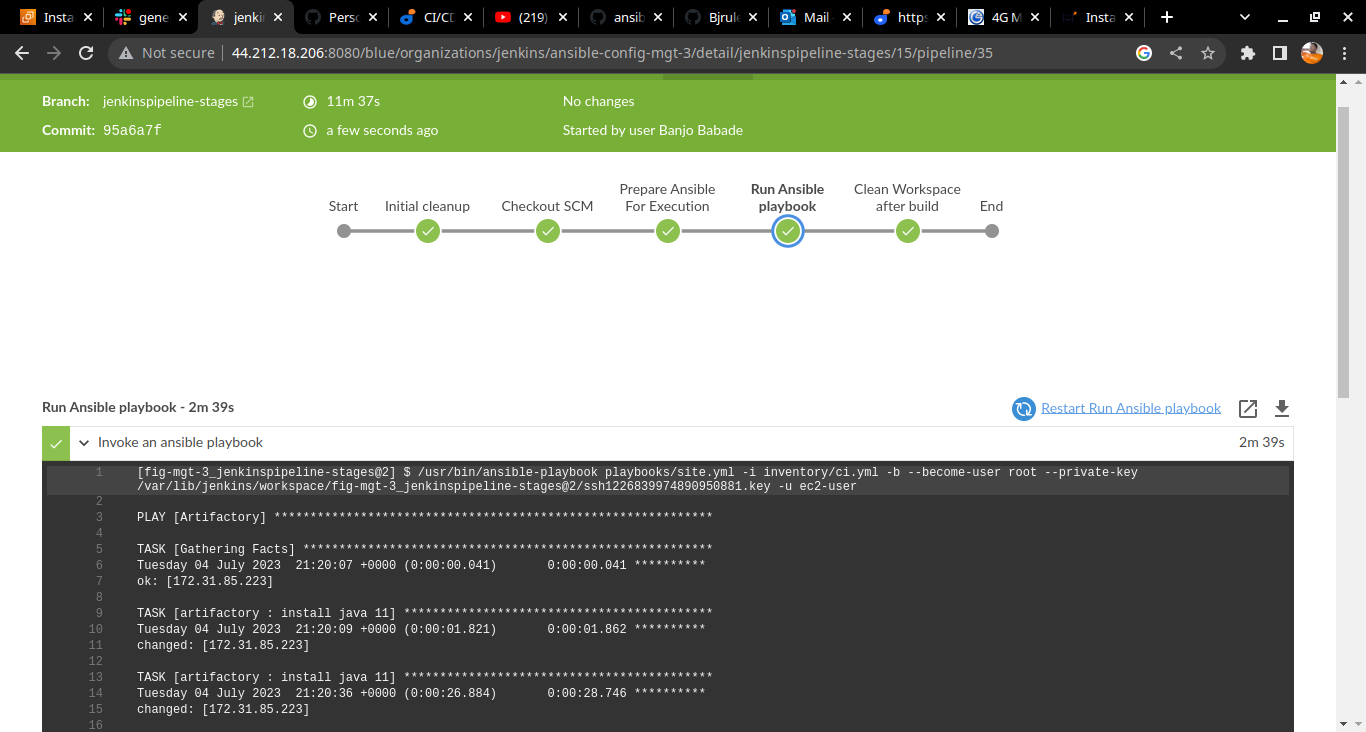 Insta gene jenki Perso CI/CD (219) ansib Bjrule Mail - https 4G M Insta
Not secure 44.212.18.206:8080/blue/organizations/jenkins/ansible-config-mgt-3/detail/jenkinspipeline-stages/15/pipeline/35
Branch: jenkinspipeline-stages 11m 37s No changes
Commit: 95a6a7f a few seconds ago Started by user Banjo Babade
Start Initial cleanup Checkout SCM Prepare Ansible For Execution Run Ansible playbook Clean Workspace after build End
Run Ansible playbook - 2m 39s Restart Run Ansible playbook
Invoke an ansible playbook 2m 39s
1 [fig-mgt-3_jenkinspipeline-stages@2] $ /usr/bin/ansible-playbook playbooks/site.yml -i inventory/ci.yml -b --become-user root --private-key
/var/lib/jenkins/workspace/fig-mgt-3_jenkinspipeline-stages@2/ssh1226839974890950881.key -u ec2-user
2
3 PLAY [Artifactory] *************************************************************
4
5 TASK [Gathering Facts] *********************************************************
6 Tuesday 04 July 2023  21:20:07 +0000 (0:00:00.041)       0:00:00.041 **********
7 ok: [172.31.85.223]
8
9 TASK [artifactory : install java 11] *******************************************
10 Tuesday 04 July 2023  21:20:09 +0000 (0:00:01.821)       0:00:01.862 **********
11 changed: [172.31.85.223]
12
13 TASK [artifactory : install java 11] *******************************************
14 Tuesday 04 July 2023  21:20:36 +0000 (0:00:26.884)       0:00:28.746 **********
15 changed: [172.31.85.223]
16